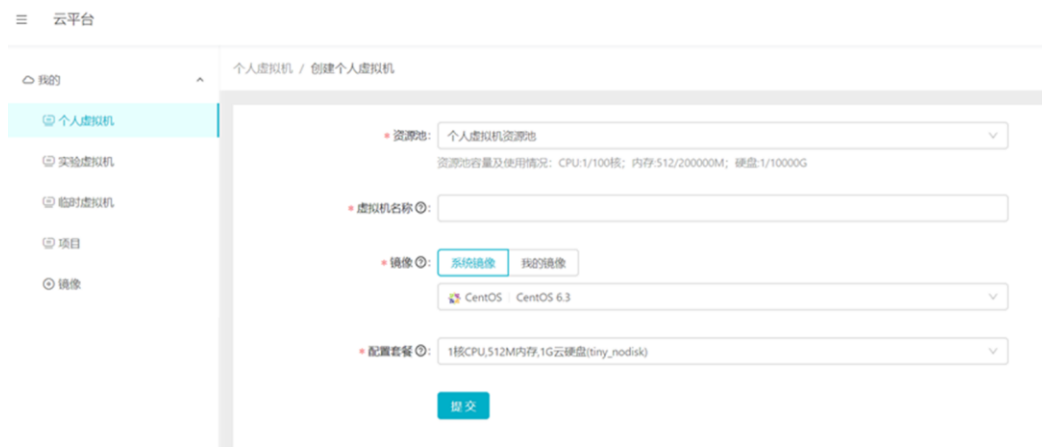 云平台
我的
个人虚拟机
实验虚拟机
临时虚拟机
项目
镜像
个人虚拟机 / 创建个人虚拟机
* 资源池: 个人虚拟机资源池
资源池容量及使用情况: CPU:1/100核; 内存:512/200000M; 硬盘:1/10000G
* 虚拟机名称?:
* 镜像?: 系统镜像 我的镜像
CentOS CentOS 6.3
* 配置套餐?: 1核CPU,512M内存,1G云硬盘(tiny_nodisk)
提交